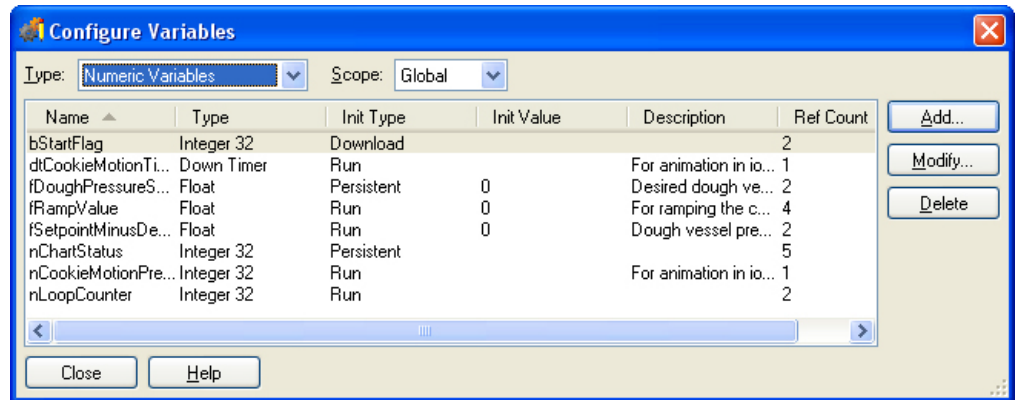 Configure Variables
Type: Numeric Variables Scope: Global
Name Type Init Type Init Value Description Ref Count Add...
bStartFlag Integer 32 Download 2
dtCookieMotionTi... Down Timer Run For animation in io... 1 Modify...
fDoughPressureS... Float Persistent 0 Desired dough ve... 2
fRampValue Float Run 0 For ramping the c... 4 Delete
fSetpointMinusDe... Float Run 0 Dough vessel pre... 2
nChartStatus Integer 32 Persistent 5
nCookieMotionPre... Integer 32 Run For animation in io... 1
nLoopCounter Integer 32 Run 2
Close Help